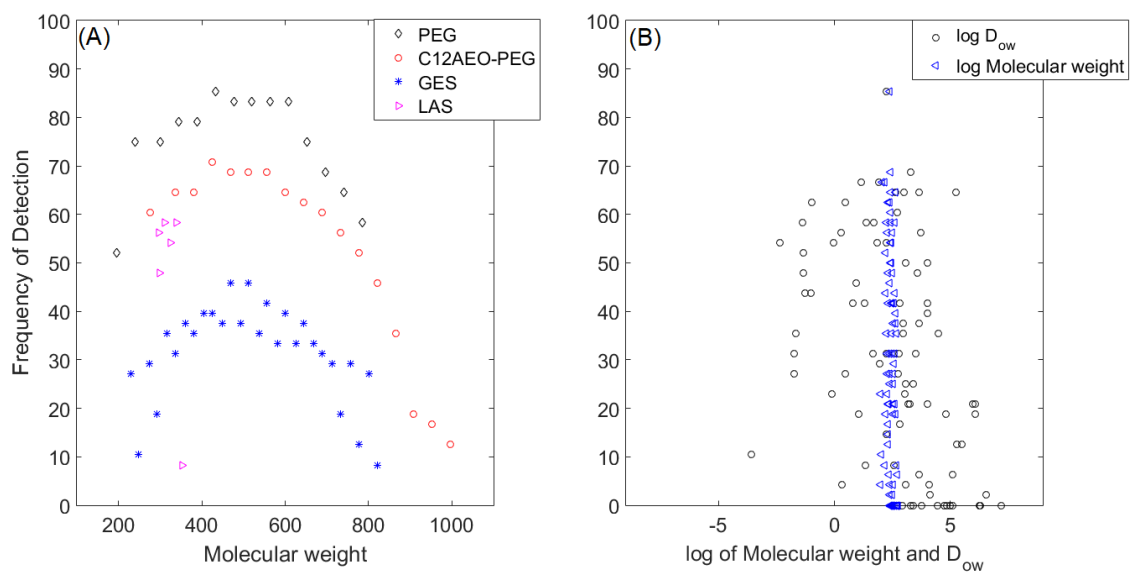 (A)
PEG
C12AEO-PEG
GES
LAS
100
90
80
70
60
50
40
30
20
10
0
Frequency of Detection
200
400
600
800
1000
Molecular weight
(B)
log D_ow
log Molecular weight
100
90
80
70
60
50
40
30
20
10
0
-5
0
5
log of Molecular weight and D_ow